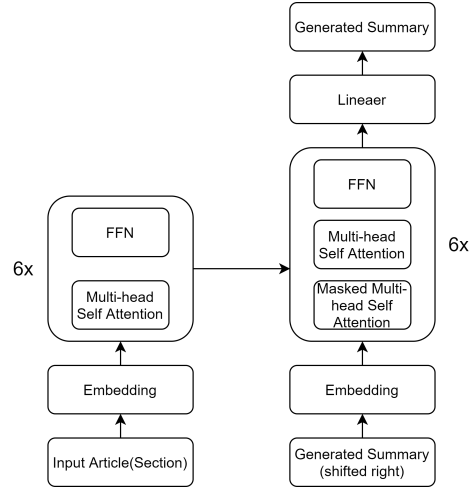 Generated Summary
Lineaer
FFN
Multi-head
Self Attention
Masked Multi-
head Self
Attention
6x
Embedding
Generated Summary
(shifted right)
6x
FFN
Multi-head
Self Attention
Embedding
Input Article(Section)